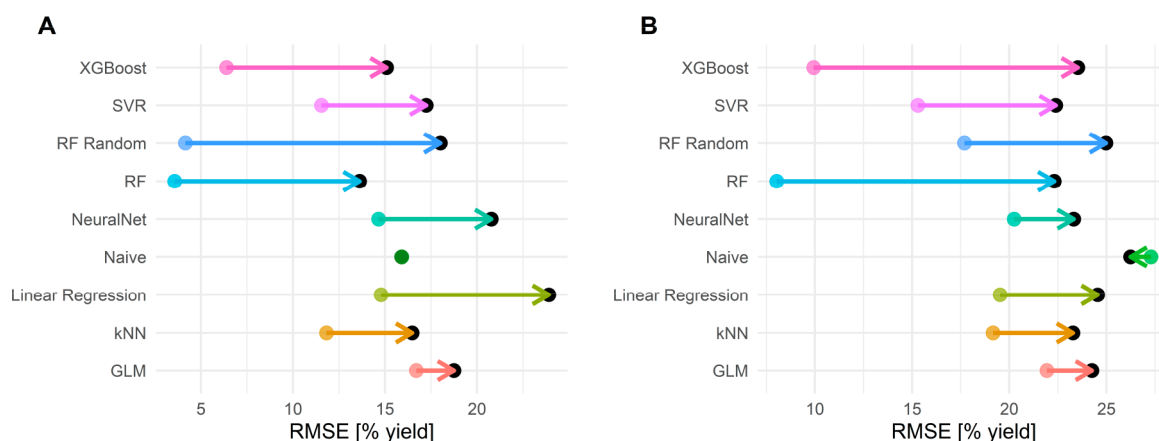 A
XGBoost
SVR
RF Random
RF
NeuralNet
Naive
Linear Regression
kNN
GLM
5 10 15 20
RMSE [% yield]
B
XGBoost
SVR
RF Random
RF
NeuralNet
Naive
Linear Regression
kNN
GLM
10 15 20 25
RMSE [% yield]